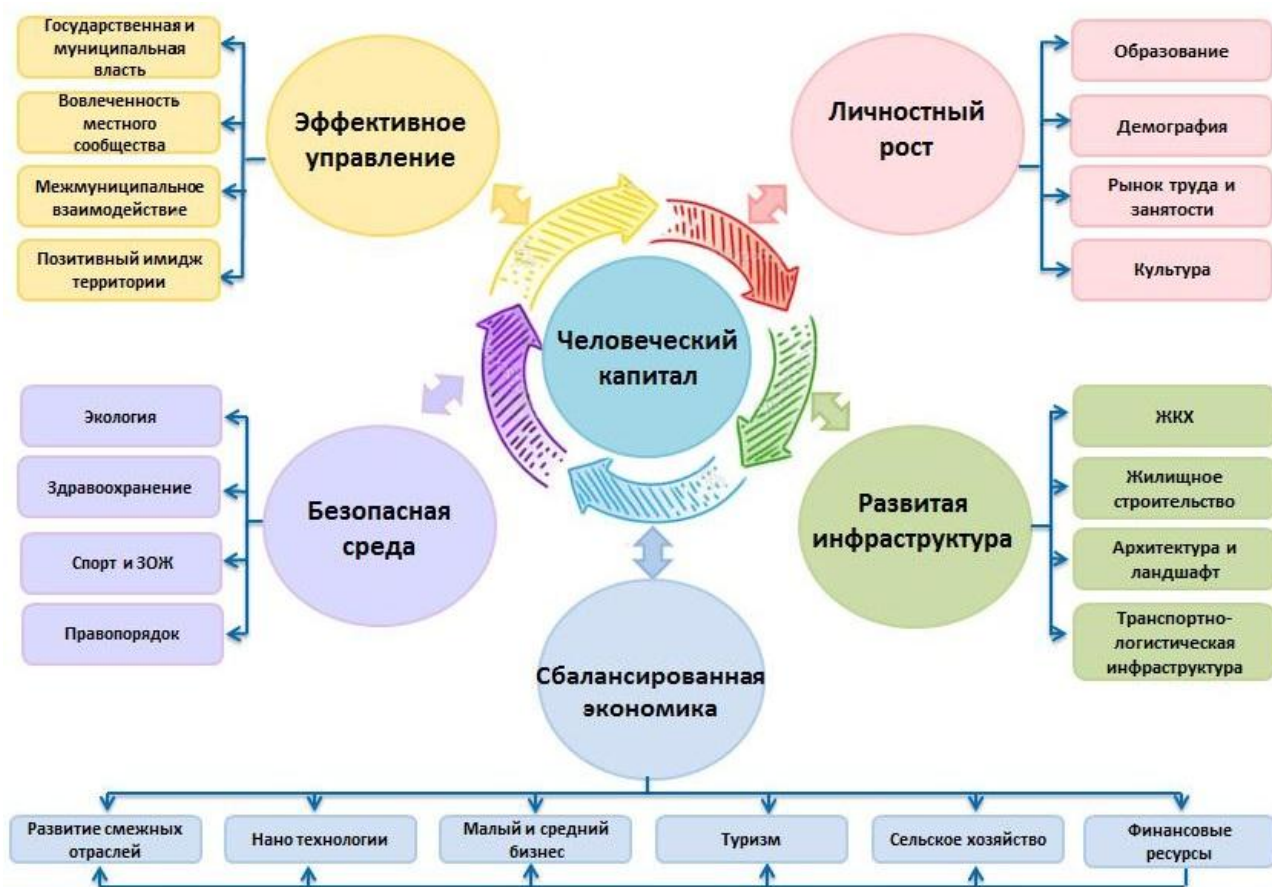 Государственная и
муниципальная
власть
Вовлеченность
местного
сообщества
Межмуниципальное
взаимодействие
Позитивный имидж
территории
Эффективное
управление
Личностный
рост
Образование
Демография
Рынок труда и
занятости
Культура
Человеческий
капитал
Экология
Здравоохранение
Спорт и ЗОЖ
Правопорядок
Безопасная
среда
Развитая
инфраструктура
ЖКХ
Жилищное
строительство
Архитектура и
ландшафт
Транспортно-
логистическая
инфраструктура
Сбалансированная
экономика
Развитие смежных
отраслей
Нано технологии
Малый и средний
бизнес
Туризм
Сельское хозяйство
Финансовые
ресурсы